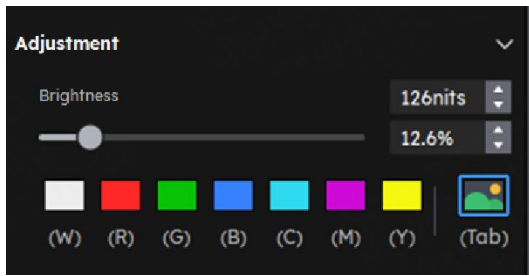 Adjustment
Brightness
126nits
12.6%
(W) (R) (G) (B) (C) (M) (Y) (Tab)